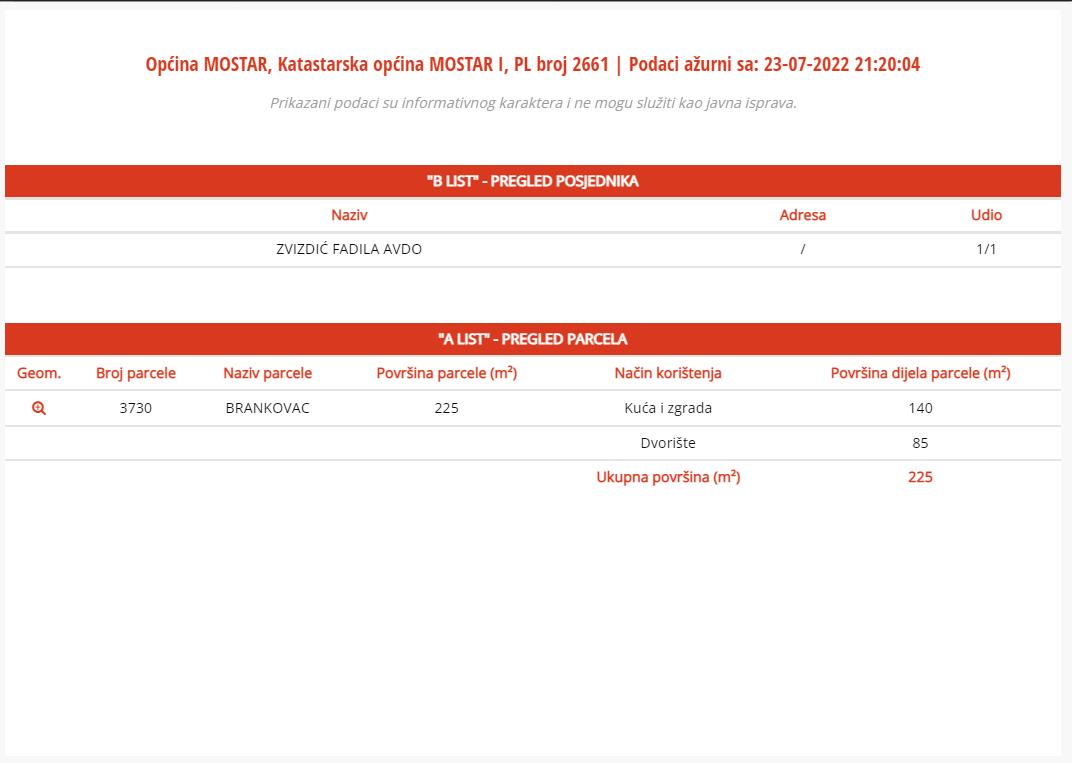 Općina MOSTAR, Katastarska općina MOSTAR I, PL broj 2661 | Podaci ažurni sa: 23-07-2022 21:20:04
Prikazani podaci su informativnog karaktera i ne mogu služiti kao javna isprava.
"B LIST" - PREGLED POSJEDNIKA
Naziv Adresa Udio
ZVIZDIĆ FADILA AVDO / 1/1
"A LIST" - PREGLED PARCELA
Geom. Broj parcele Naziv parcele Površina parcele (m²) Način korištenja Površina dijela parcele (m²)
3730 BRANKOVAC 225 Kuća i zgrada 140
Dvorište 85
Ukupna površina (m²) 225